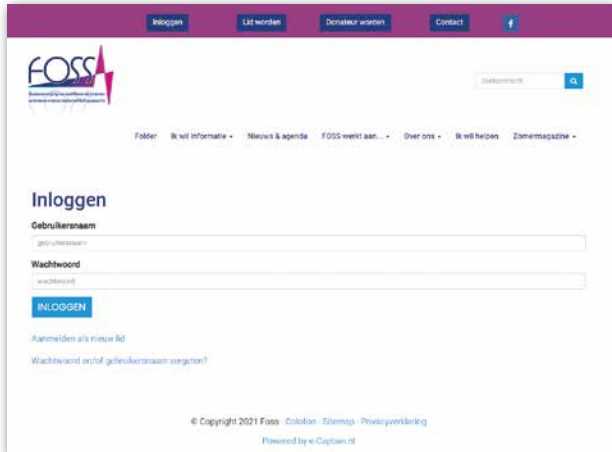 Inloggen Lid worden Donateur worden Contact f
FOSS
Folder Ik wil informatie Nieuws & agenda FOSS werkt aan... Over ons Ik wil helpen Zomermagazine
Inloggen
Gebruikersnaam
gebruikersnaam
Wachtwoord
wachtwoord
INLOGGEN
Aanmelden als nieuw lid
Wachtwoord en/of gebruikersnaam vergeten?
© Copyright 2021 Foss - Colofon - Sitemap - Privacyverklaring
Powered by e-Captain.nl